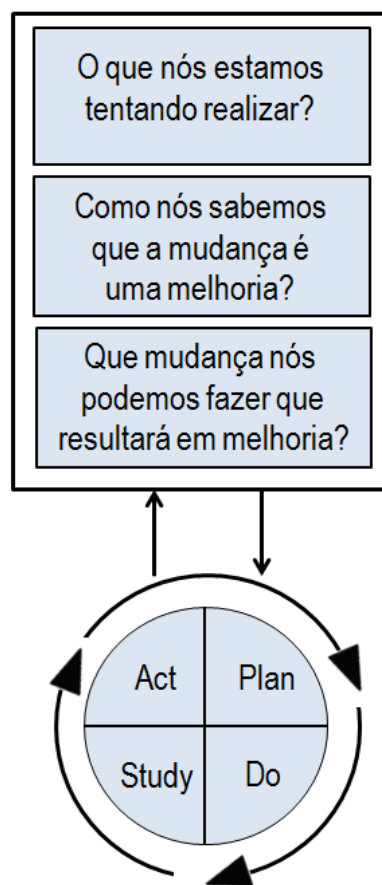 O que nós estamos
tentando realizar?
Como nós sabemos
que a mudança é
uma melhoria?
Que mudança nós
podemos fazer que
resultará em melhoria?
Act
Plan
Study
Do